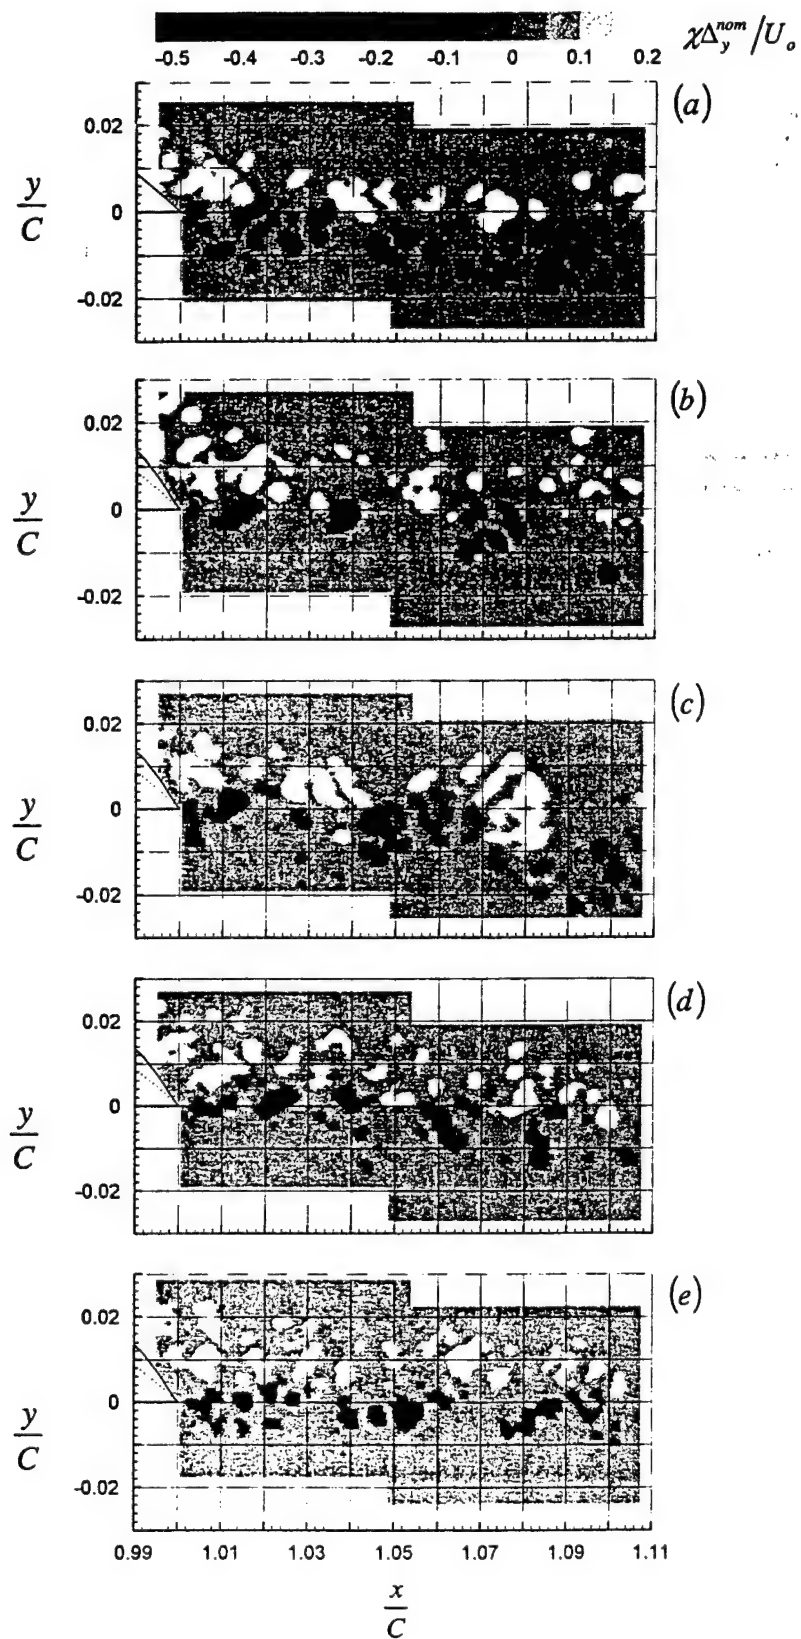 -0.5 -0.4 -0.3 -0.2 -0.1 0 0.1 0.2 χΔ_y^{nom}/U_o
(a)
0.02
0
-0.02
y/C
(b)
0.02
0
-0.02
y/C
(c)
0.02
0
-0.02
y/C
(d)
0.02
0
-0.02
y/C
(e)
0.02
0
-0.02
y/C
0.99 1.01 1.03 1.05 1.07 1.09 1.11
x/C